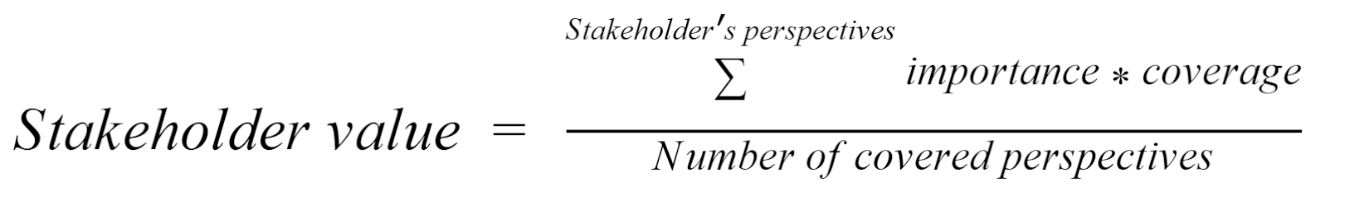 Stakeholder′s perspectives
∑ importance * coverage
Stakeholder value =
Number of covered perspectives